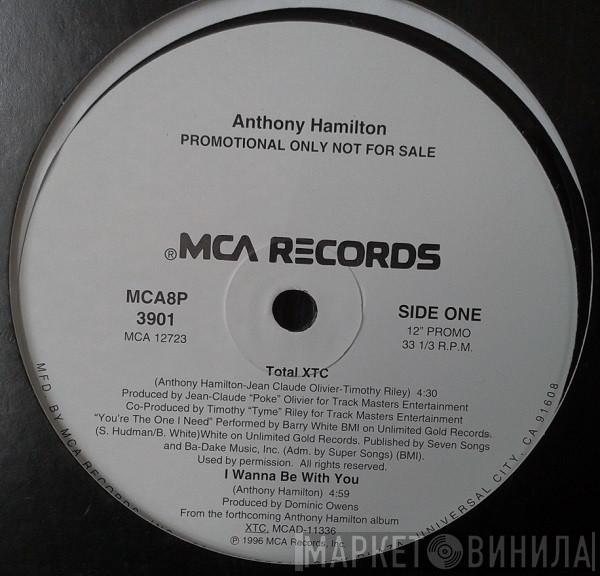 Anthony Hamilton
PROMOTIONAL ONLY NOT FOR SALE
®MCA RECORDS
MCA8P
3901
MCA 12723
SIDE ONE
12" PROMO
33 1/3 R.P.M.
Total XTC
(Anthony Hamilton-Jean Claude Olivier-Timothy Riley) 4:30
Produced by Jean-Claude "Poke" Olivier for Track Masters Entertainment
Co-Produced by Timothy "Tyme" Riley for Track Masters Entertainment
"You're The One I Need" Performed by Barry White BMI on Unlimited Gold Records.
(S. Hudman/B. White)White on Unlimited Gold Records. Published by Seven Songs
and Ba-Dake Music, Inc. (Adm. by Super Songs) (BMI).
Used by permission. All rights reserved.
I Wanna Be With You
(Anthony Hamilton) 4:59
Produced by Dominic Owens
From the forthcoming Anthony Hamilton album
XTC, MCAD-11336
℗ 1996 MCA Records, Inc.
MFD. BY MCA RECORDS, UNIVERSAL CITY, CA. 91608
МАРКЕТ ВИНИЛА